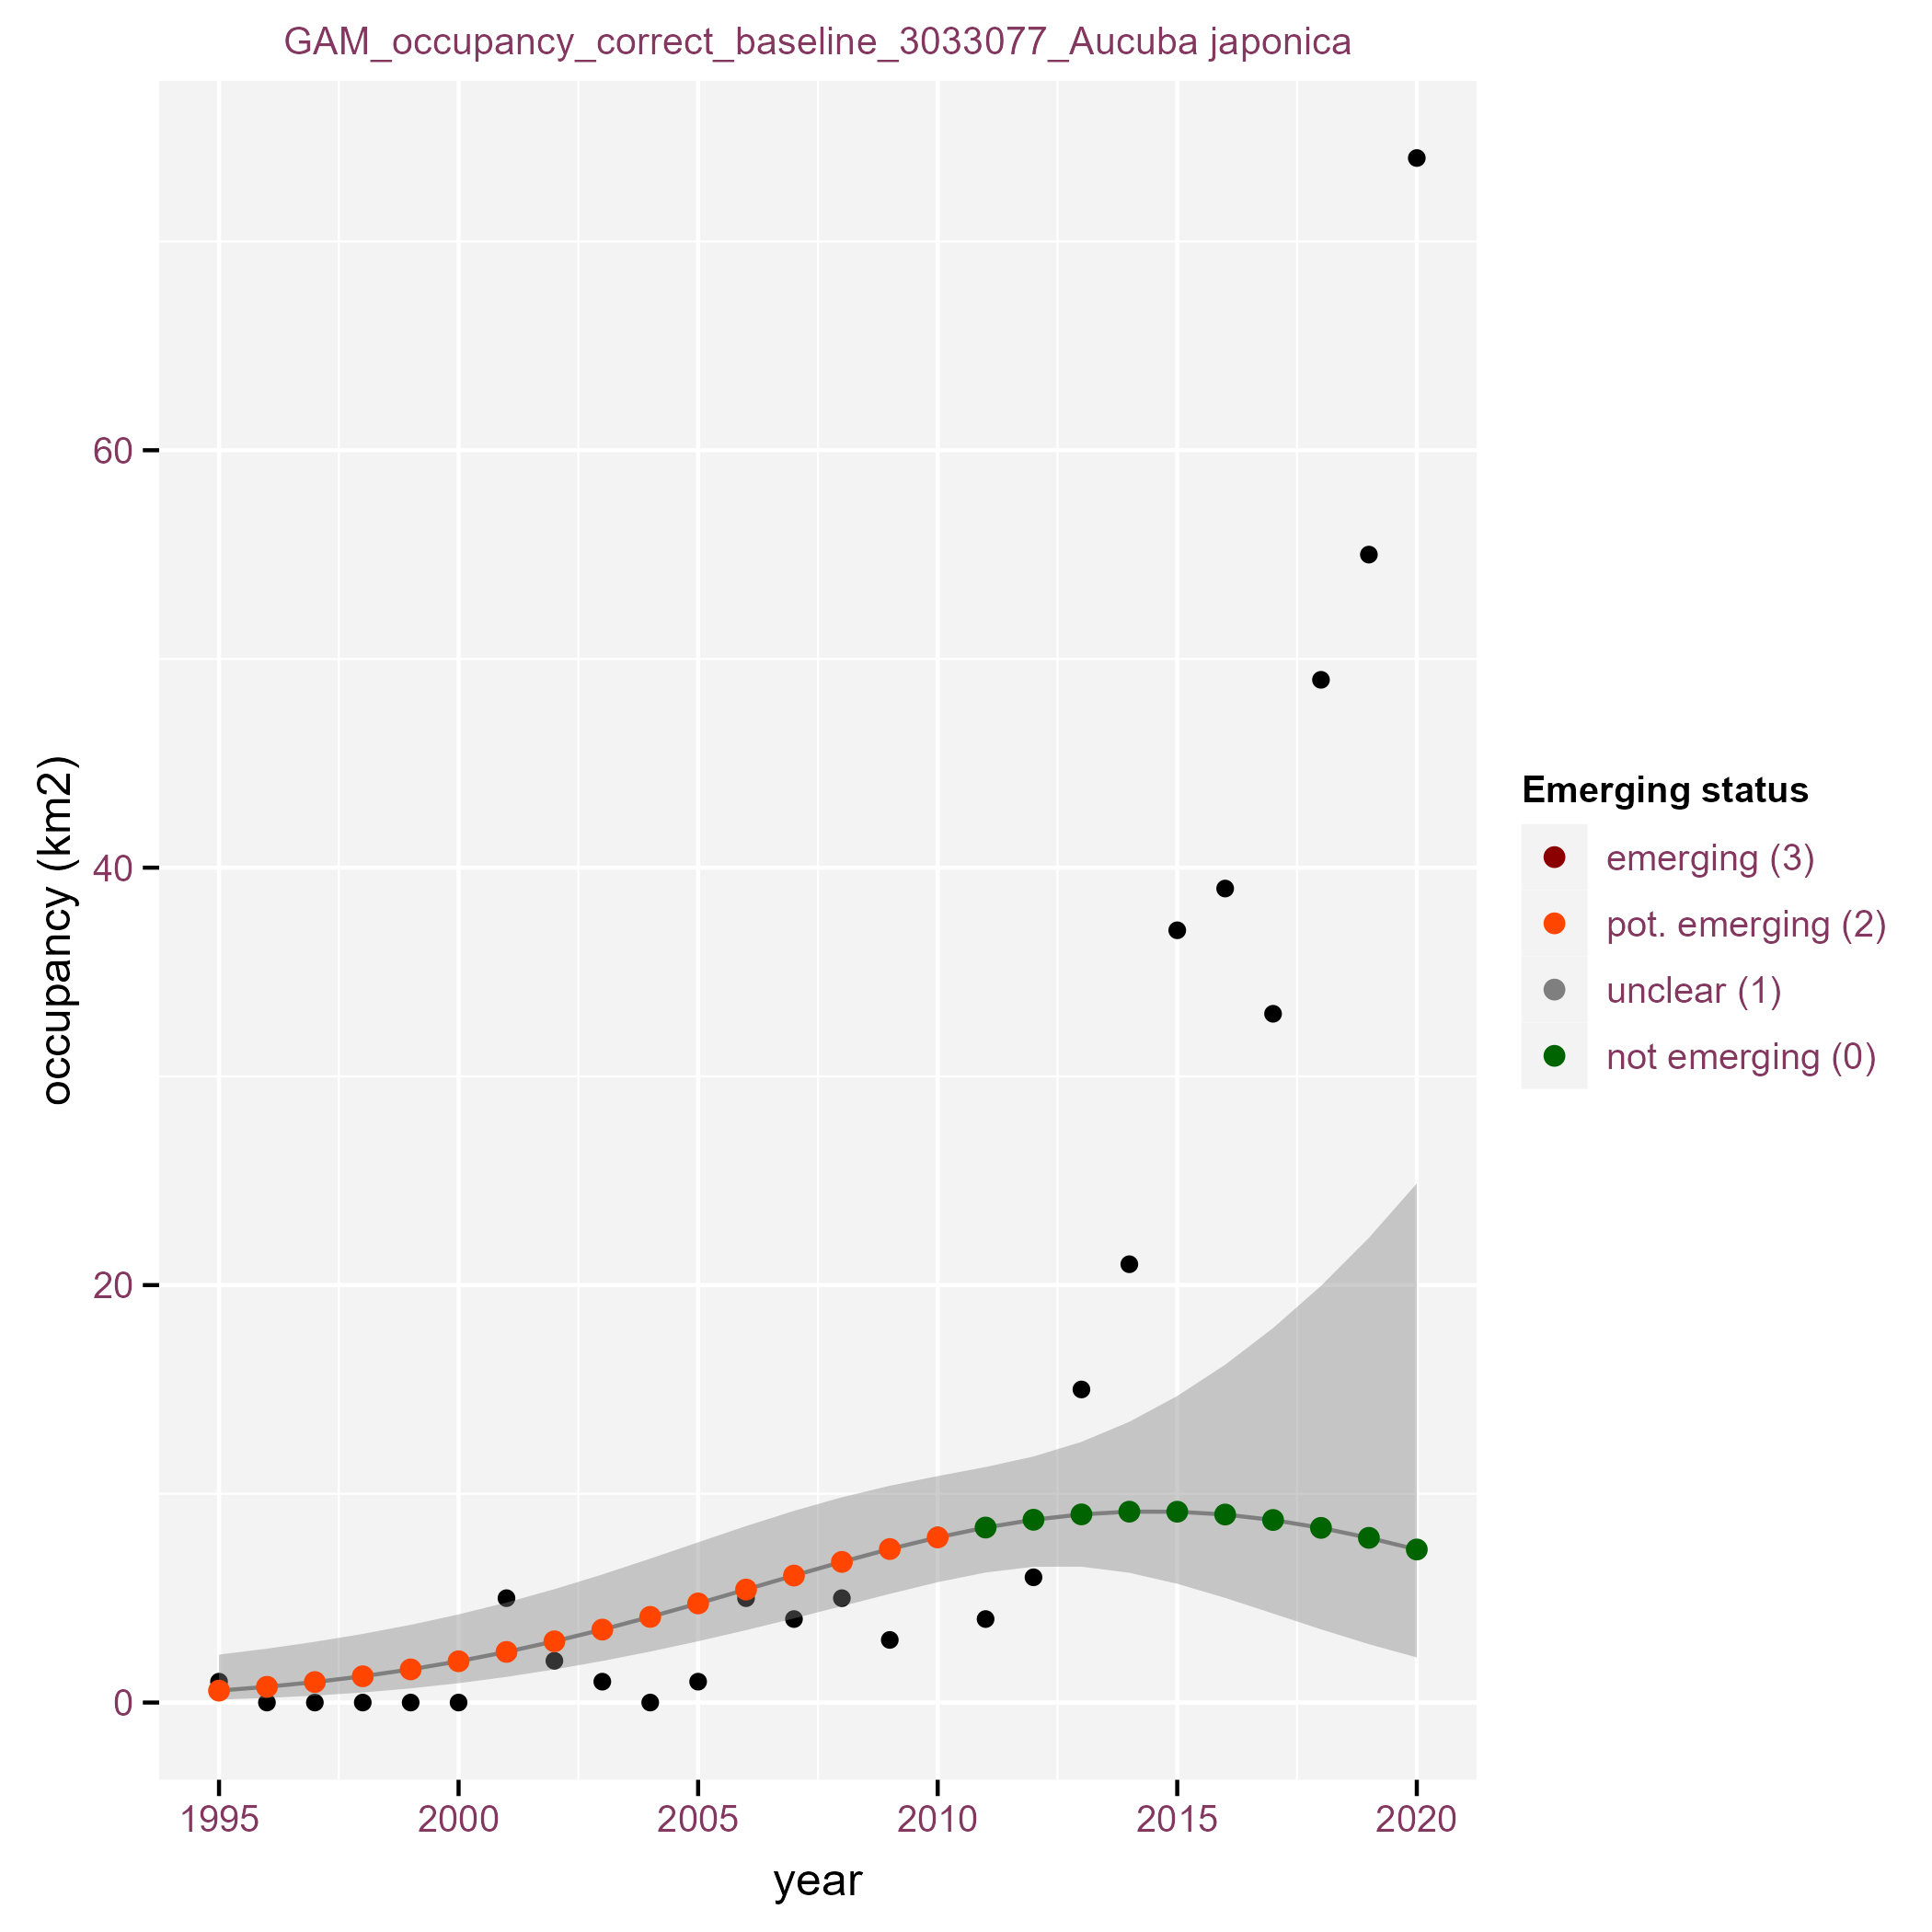 GAM_occupancy_correct_baseline_3033077_Aucuba japonica
occupancy (km2)
60
40
20
0
1995 2000 2005 2010 2015 2020
year
Emerging status
emerging (3)
pot. emerging (2)
unclear (1)
not emerging (0)